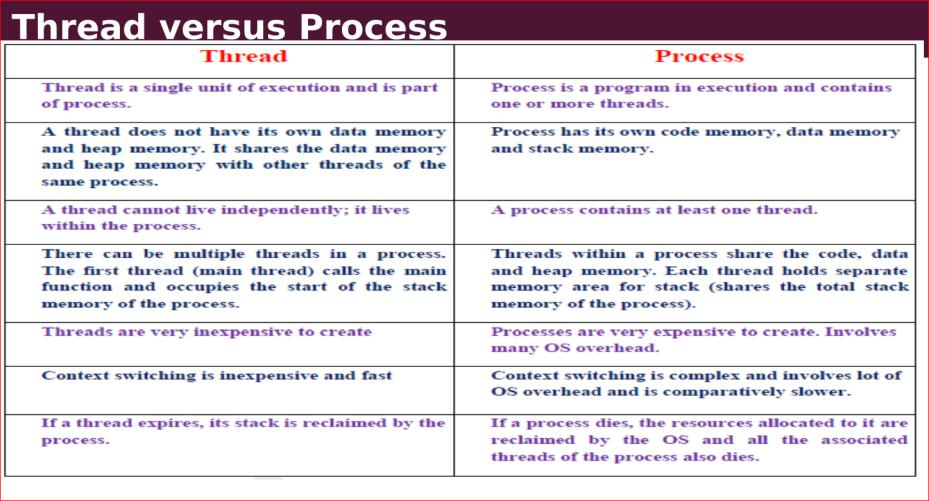 Thread versus Process
Thread
Process
Thread is a single unit of execution and is part
of process.
Process is a program in execution and contains
one or more threads.
A thread does not have its own data memory
and heap memory. It shares the data memory
and heap memory with other threads of the
same process.
Process has its own code memory, data memory
and stack memory.
A thread cannot live independently; it lives
within the process.
A process contains at least one thread.
There can be multiple threads in a process.
The first thread (main thread) calls the main
function and occupies the start of the stack
memory of the process.
Threads within a process share the code, data
and heap memory. Each thread holds separate
memory area for stack (shares the total stack
memory of the process).
Threads are very inexpensive to create
Processes are very expensive to create. Involves
many OS overhead.
Context switching is inexpensive and fast
Context switching is complex and involves lot of
OS overhead and is comparatively slower.
If a thread expires, its stack is reclaimed by the
process.
If a process dies, the resources allocated to it are
reclaimed by the OS and all the associated
threads of the process also dies.